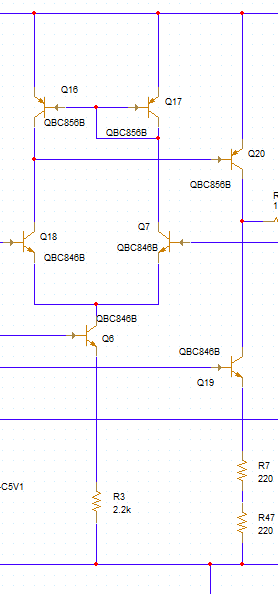 Q16
Q17
QBC856B
QBC856B
Q20
QBC856B
R
1
Q18
Q7
QBC846B
QBC846B
QBC846B
Q6
QBC846B
Q19
R7
220
-C5V1
R3
2.2k
R47
220